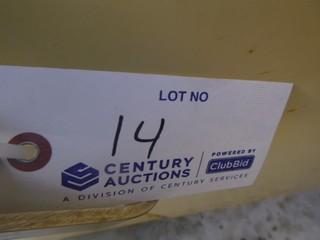 LOT NO
14
CENTURY AUCTIONS
POWERED BY
ClubBid
A DIVISION OF CENTURY SERVICES